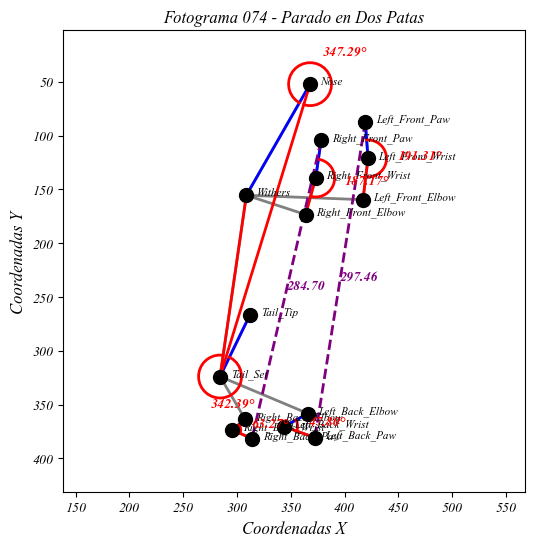 Fotograma 074 - Parado en Dos Patas
347.29°
Nose
Left_Front_Paw
Right_Front_Paw
Left_Front_Wrist
Right_Front_Wrist
Withers
Left_Front_Elbow
Right_Front_Elbow
284.70
297.46
Tail_Tip
Tail_Set
342.39°
Left_Back_Elbow
Left_Back_Wrist
Left_Back_Paw
50
100
150
200
250
300
350
400
150
200
250
300
350
400
450
500
550
Coordenadas X
Coordenadas Y